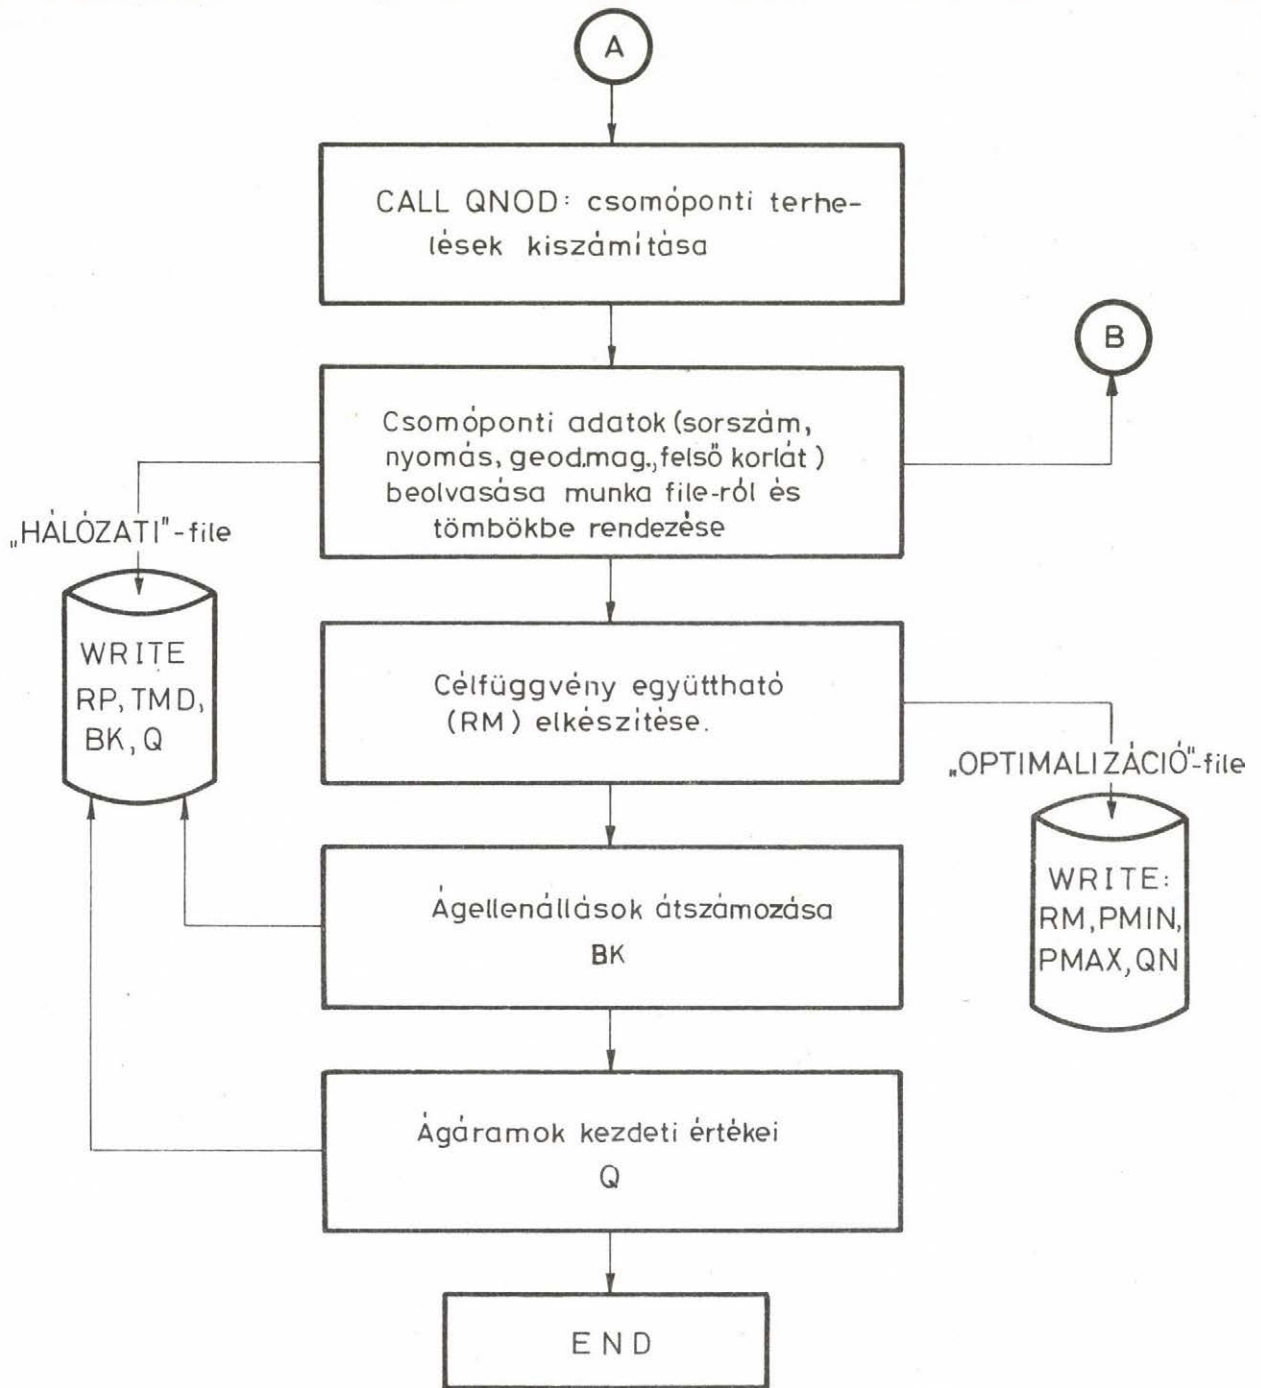 A
CALL QNOD: csomóponti terhe-
lések kiszámítása
B
Csomóponti adatok (sorszám,
nyomás, geod.mag., felső korlát)
beolvasása munka file-ról és
tömbökbe rendezése
„HÁLÓZATI"-file
WRITE
RP, TMD,
BK, Q
Célfüggvény együttható
(RM) elkészítése.
„OPTIMALIZÁCIÓ"-file
WRITE:
RM, PMIN,
PMAX, QN
Ágellenállások átszámozása
BK
Ágáramok kezdeti értékei
Q
END